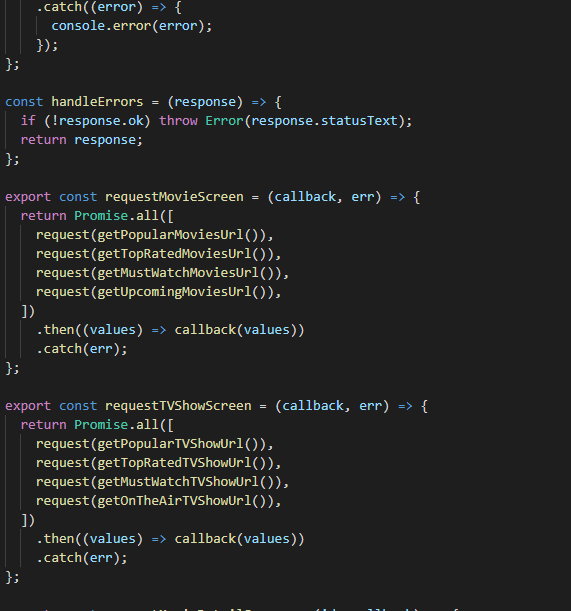 .catch((error) => {
console.error(error);
});
};
const handleErrors = (response) => {
if (!response.ok) throw Error(response.statusText);
return response;
};
export const requestMovieScreen = (callback, err) => {
return Promise.all([
request(getPopularMoviesUrl()),
request(getTopRatedMoviesUrl()),
request(getMustWatchMoviesUrl()),
request(getUpcomingMoviesUrl()),
])
.then((values) => callback(values))
.catch(err);
};
export const requestTVShowScreen = (callback, err) => {
return Promise.all([
request(getPopularTVShowUrl()),
request(getTopRatedTVShowUrl()),
request(getMustWatchTVShowUrl()),
request(getOnTheAirTVShowUrl()),
])
.then((values) => callback(values))
.catch(err);
};